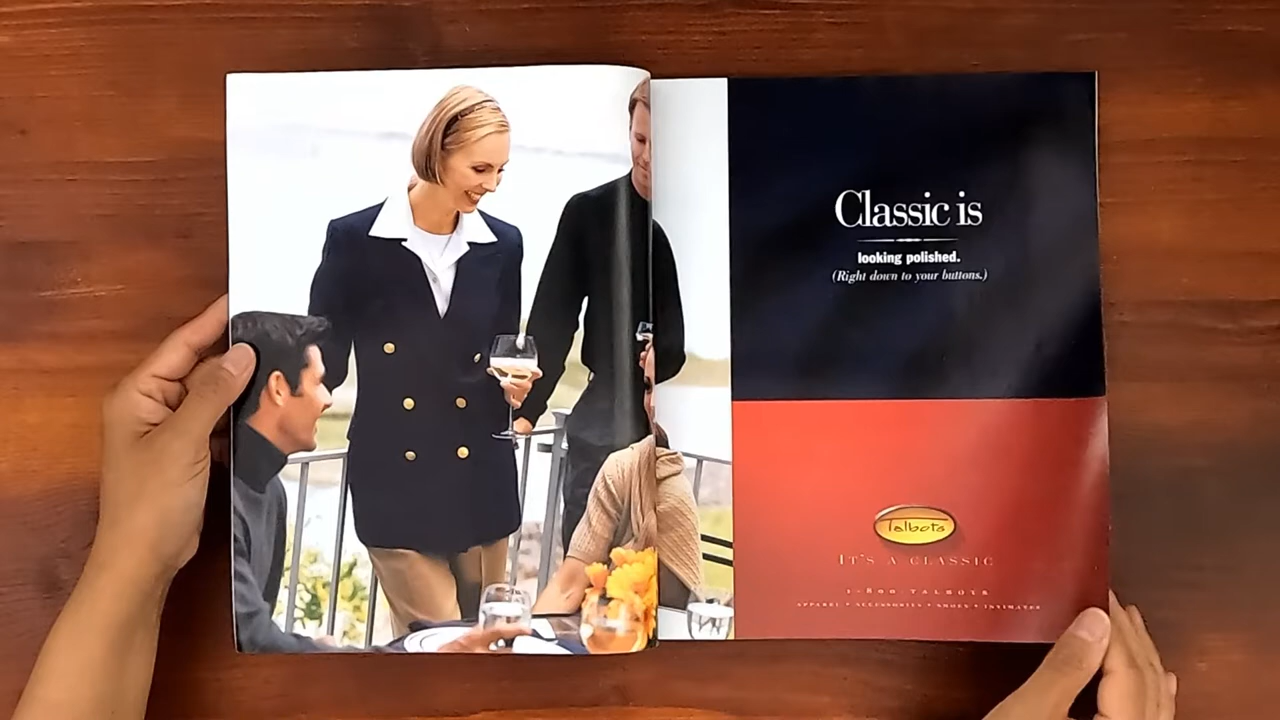 Classic is
looking polished.
(Right down to your buttons.)
Talbots
IT'S A CLASSIC
1-800 TALBOTS
APPAREL • ACCESSORIES • SHOES • INTIMATES